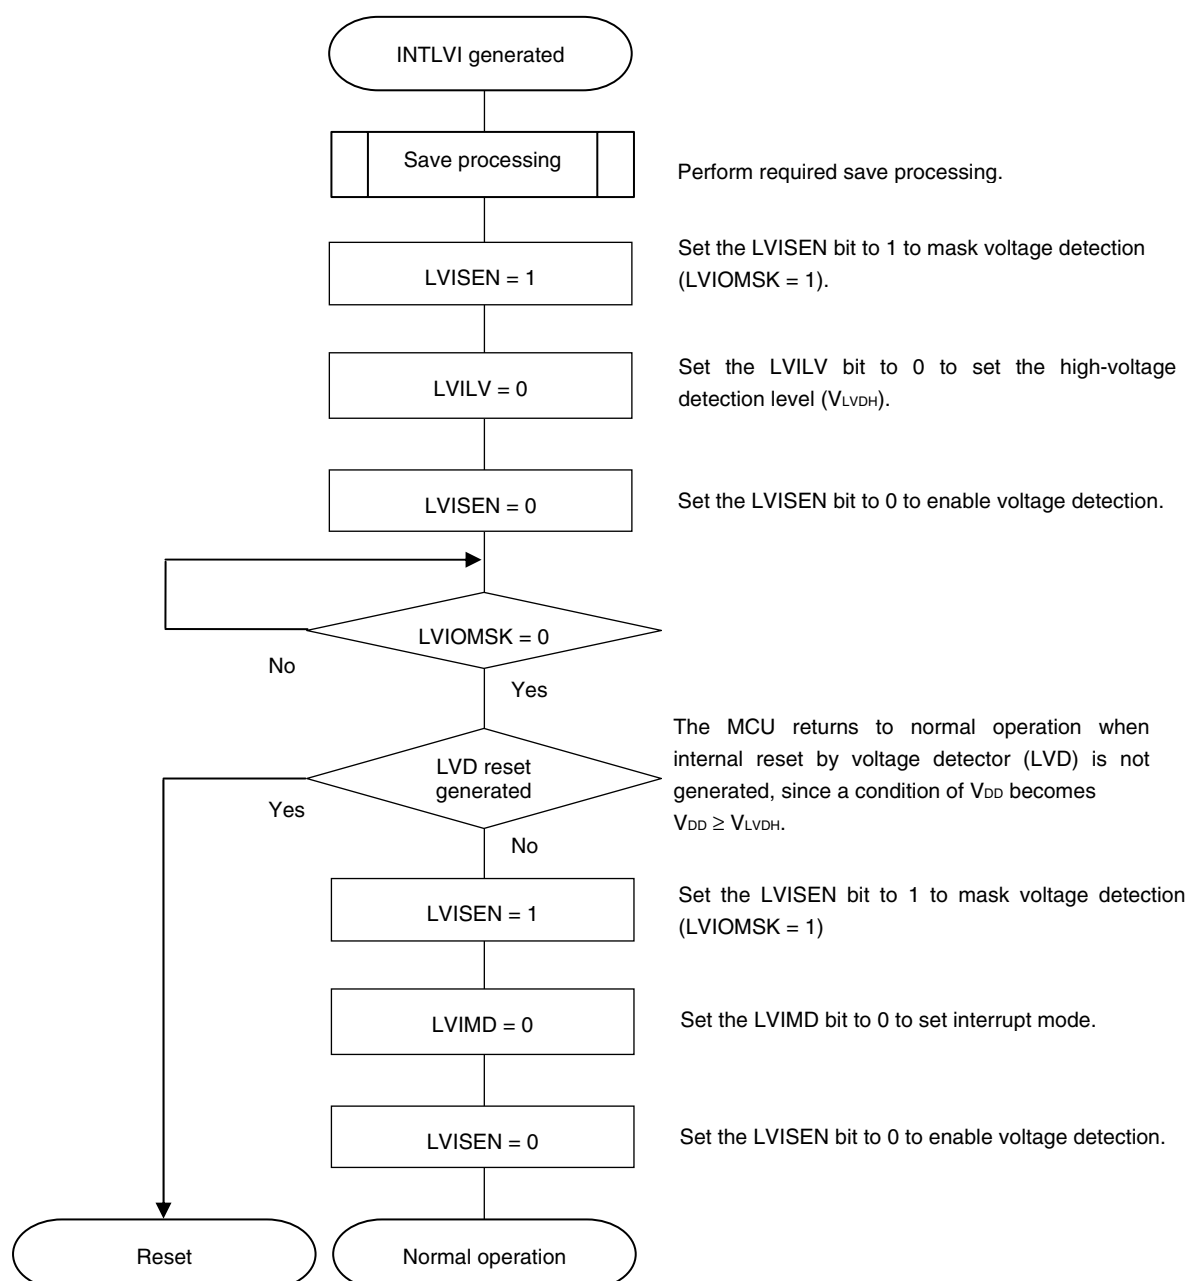 INTLVI generated
Save processing
Perform required save processing.
LVISEN = 1
Set the LVISEN bit to 1 to mask voltage detection
(LVIOMSK = 1).
LVILV = 0
Set the LVILV bit to 0 to set the high-voltage
detection level (VLVDH).
LVISEN = 0
Set the LVISEN bit to 0 to enable voltage detection.
LVIOMSK = 0
No
Yes
LVD reset
generated
The MCU returns to normal operation when
internal reset by voltage detector (LVD) is not
generated, since a condition of VDD becomes
VDD ≥ VLVDH.
Yes
No
LVISEN = 1
Set the LVISEN bit to 1 to mask voltage detection
(LVIOMSK = 1)
LVIMD = 0
Set the LVIMD bit to 0 to set interrupt mode.
LVISEN = 0
Set the LVISEN bit to 0 to enable voltage detection.
Reset
Normal operation